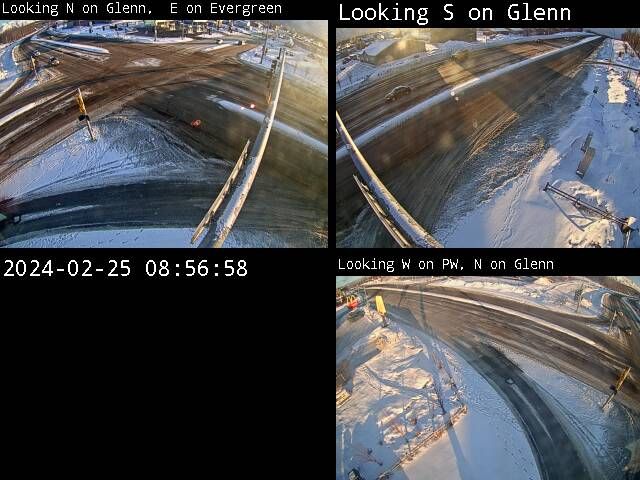 Looking N on Glenn, E on Evergreen
Looking S on Glenn
2024-02-25 08:56:58
Looking W on PW, N on Glenn